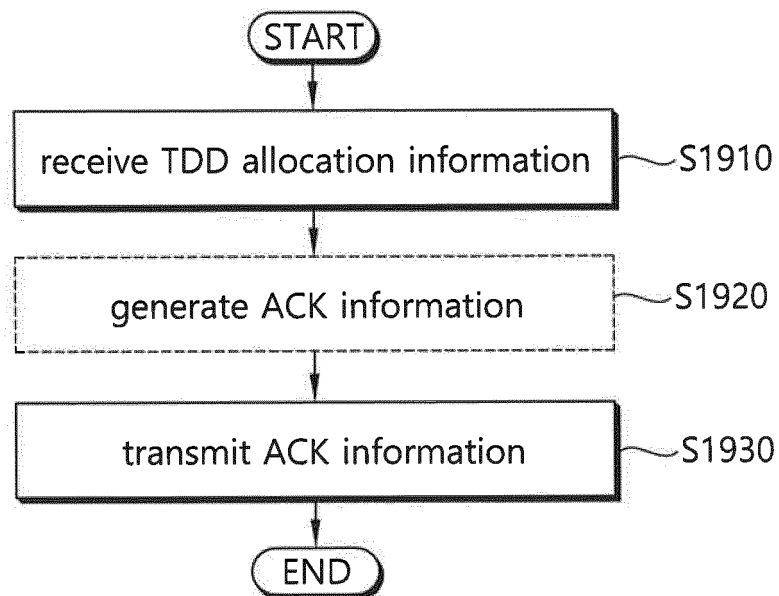 START
receive TDD allocation information
S1910
generate ACK information
S1920
transmit ACK information
S1930
END